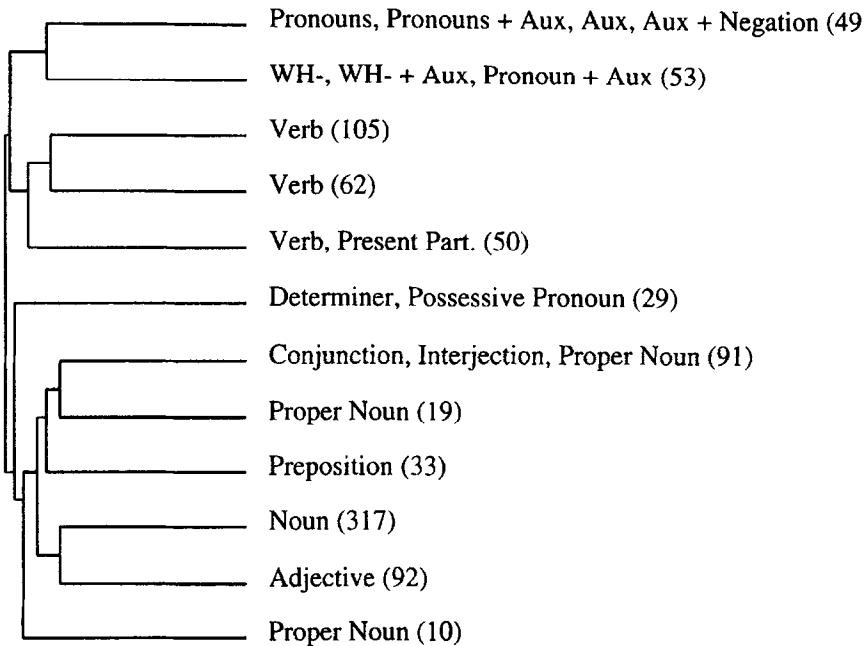 Pronouns, Pronouns + Aux, Aux, Aux + Negation (49
WH-, WH- + Aux, Pronoun + Aux (53)
Verb (105)
Verb (62)
Verb, Present Part. (50)
Determiner, Possessive Pronoun (29)
Conjunction, Interjection, Proper Noun (91)
Proper Noun (19)
Preposition (33)
Noun (317)
Adjective (92)
Proper Noun (10)